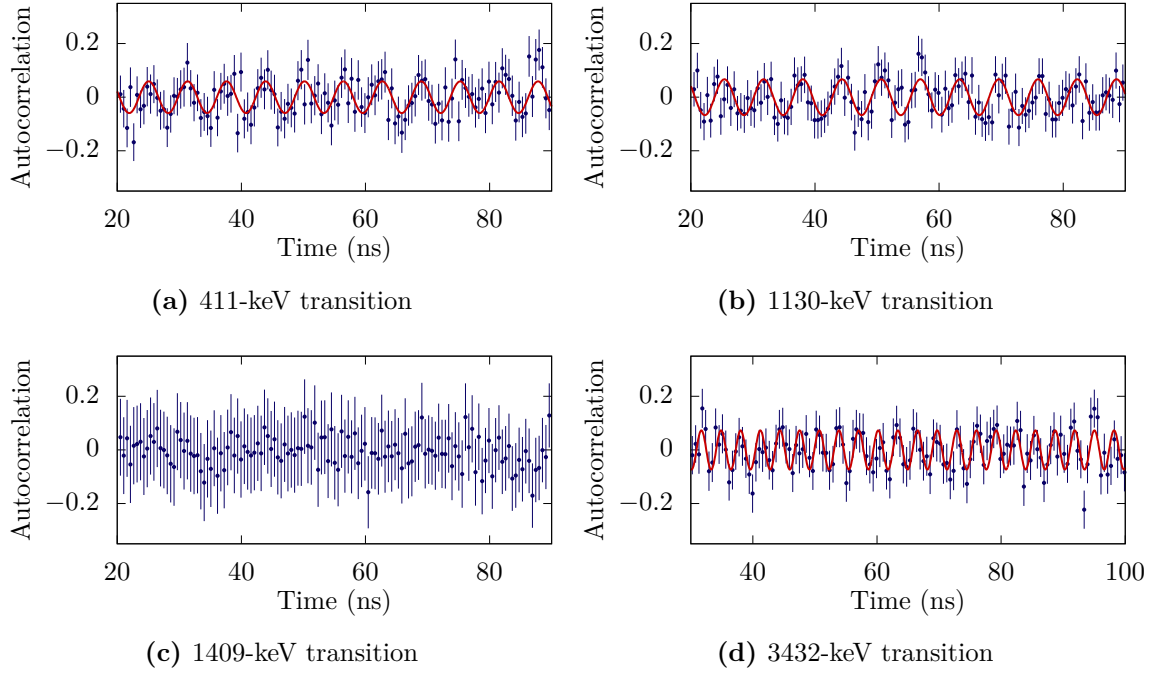 Autocorrelation
0.2
0
−0.2
20 40 60 80
Time (ns)
(a) 411-keV transition
Autocorrelation
0.2
0
−0.2
20 40 60 80
Time (ns)
(b) 1130-keV transition
Autocorrelation
0.2
0
−0.2
20 40 60 80
Time (ns)
(c) 1409-keV transition
Autocorrelation
0.2
0
−0.2
40 60 80 100
Time (ns)
(d) 3432-keV transition